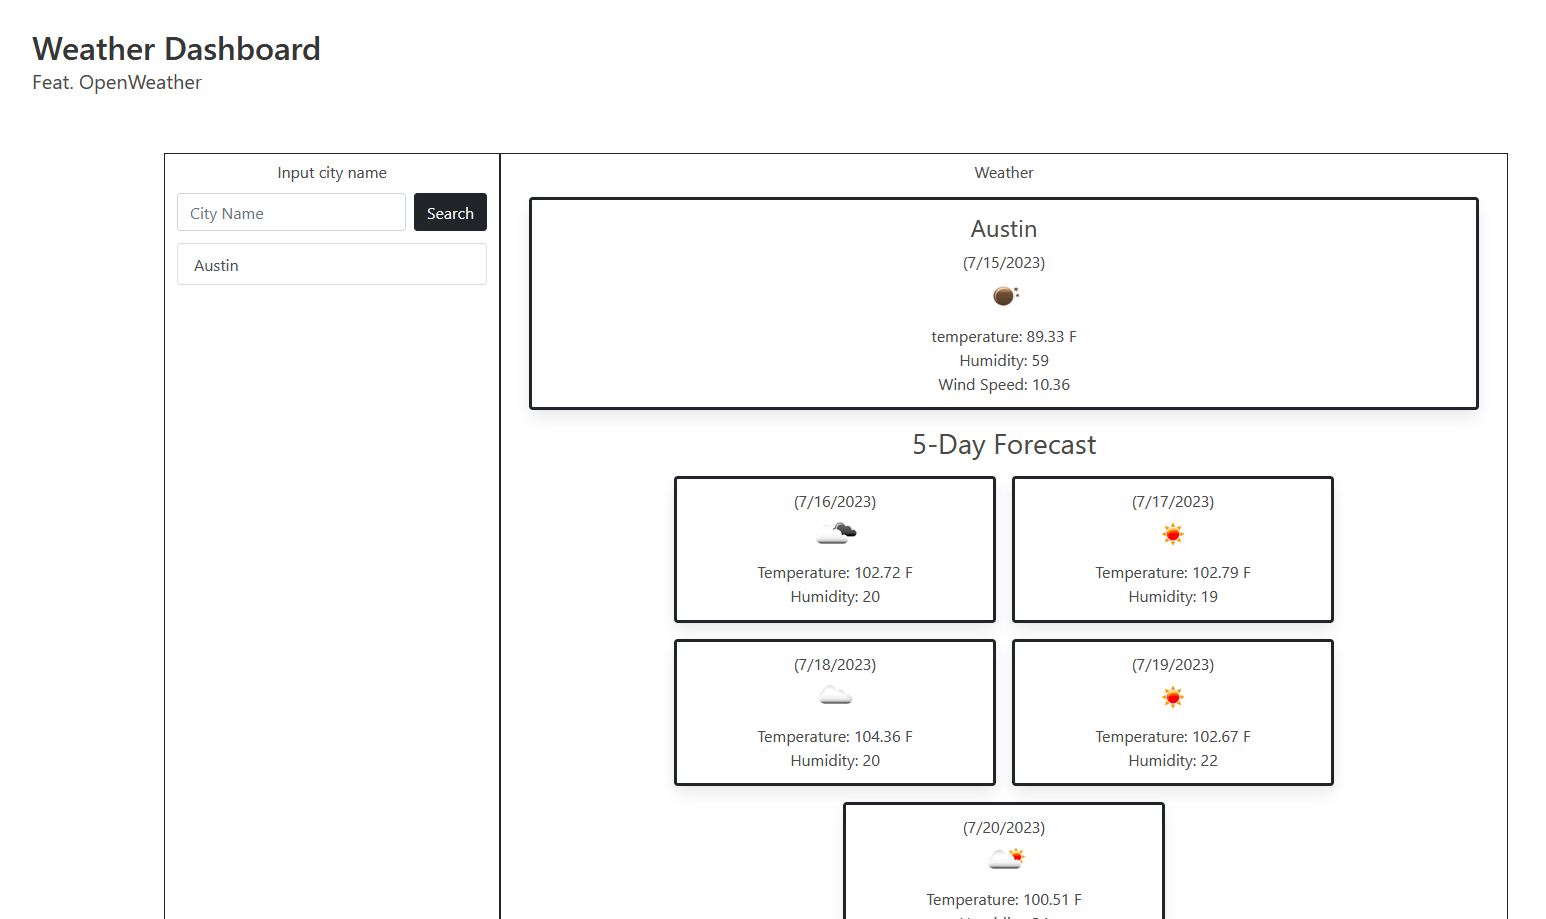 Weather Dashboard
Feat. OpenWeather
Input city name
City Name
Search
Austin
Weather
Austin
(7/15/2023)
temperature: 89.33 F
Humidity: 59
Wind Speed: 10.36
5-Day Forecast
(7/16/2023)
Temperature: 102.72 F
Humidity: 20
(7/17/2023)
Temperature: 102.79 F
Humidity: 19
(7/18/2023)
Temperature: 104.36 F
Humidity: 20
(7/19/2023)
Temperature: 102.67 F
Humidity: 22
(7/20/2023)
Temperature: 100.51 F